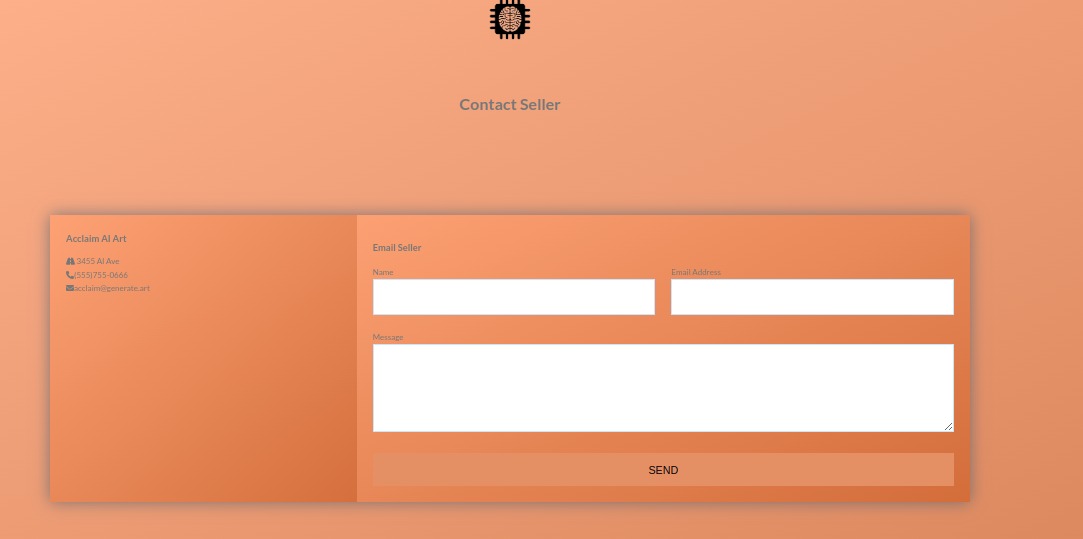 Contact Seller
Acclaim AI Art
3455 AI Ave
(555)755-0666
acclaim@generate.art
Email Seller
Name
Email Address
Message
SEND